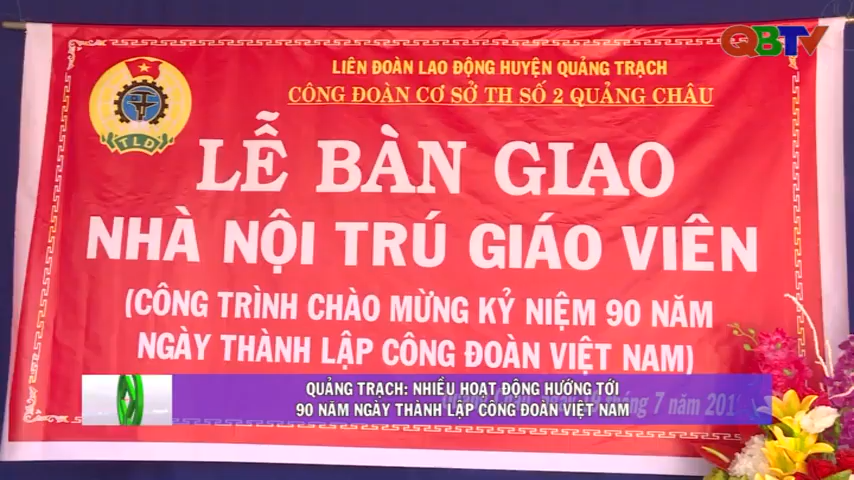 QBTV
LIÊN ĐOÀN LAO ĐỘNG HUYỆN QUẢNG TRẠCH
CÔNG ĐOÀN CƠ SỞ TH SỐ 2 QUẢNG CHÂU
TLĐ
LỄ BÀN GIAO
NHÀ NỘI TRÚ GIÁO VIÊN
(CÔNG TRÌNH CHÀO MỪNG KỶ NIỆM 90 NĂM
NGÀY THÀNH LẬP CÔNG ĐOÀN VIỆT NAM)
7 năm
QUẢNG TRẠCH: NHIỀU HOẠT ĐỘNG HƯỚNG TỚI
90 NĂM NGÀY THÀNH LẬP CÔNG ĐOÀN VIỆT NAM